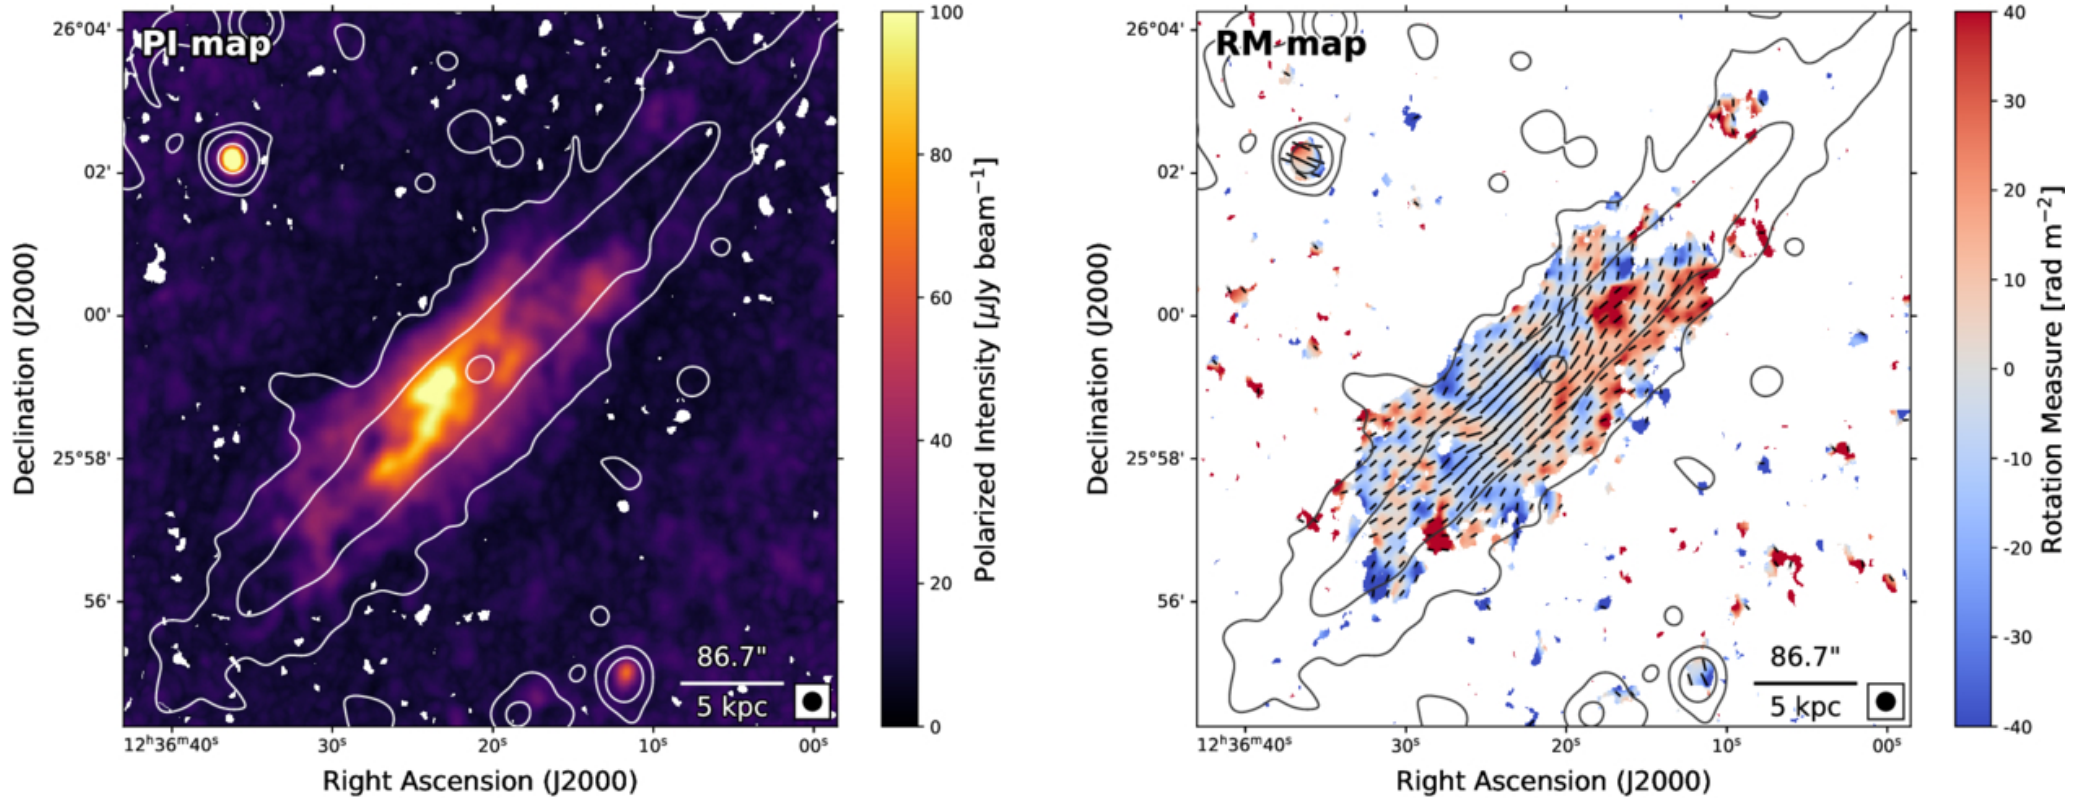 PI map
26°04'
02'
00'
25°58'
56'
Declination (J2000)
12ʰ36ᵐ40ˢ
30ˢ
20ˢ
10ˢ
00ˢ
Right Ascension (J2000)
86.7"
5 kpc
100
80
60
40
20
0
Polarized Intensity [μJy beam⁻¹]
RM map
26°04'
02'
00'
25°58'
56'
Declination (J2000)
12ʰ36ᵐ40ˢ
30ˢ
20ˢ
10ˢ
00ˢ
Right Ascension (J2000)
86.7"
5 kpc
40
30
20
10
0
-10
-20
-30
-40
Rotation Measure [rad m⁻²]